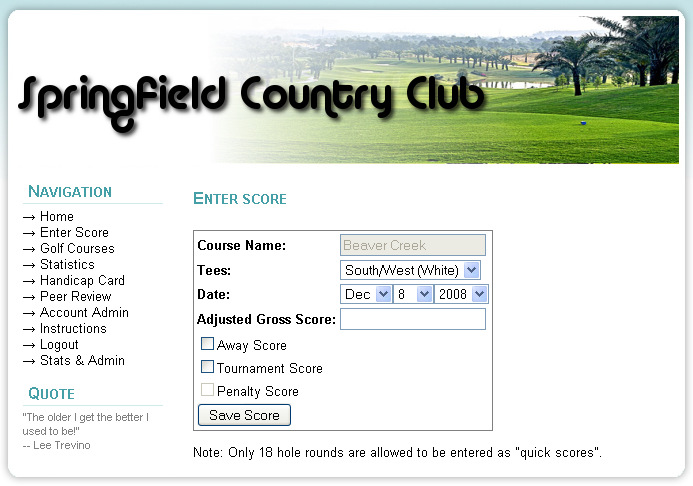 Springfield Country Club
NAVIGATION
→ Home
→ Enter Score
→ Golf Courses
→ Statistics
→ Handicap Card
→ Peer Review
→ Account Admin
→ Instructions
→ Logout
→ Stats & Admin
QUOTE
"The older I get the better I
used to be!"
-- Lee Trevino
ENTER SCORE
Course Name: Beaver Creek
Tees: South/West (White)
Date: Dec 8 2008
Adjusted Gross Score:
Away Score
Tournament Score
Penalty Score
Save Score
Note: Only 18 hole rounds are allowed to be entered as "quick scores".